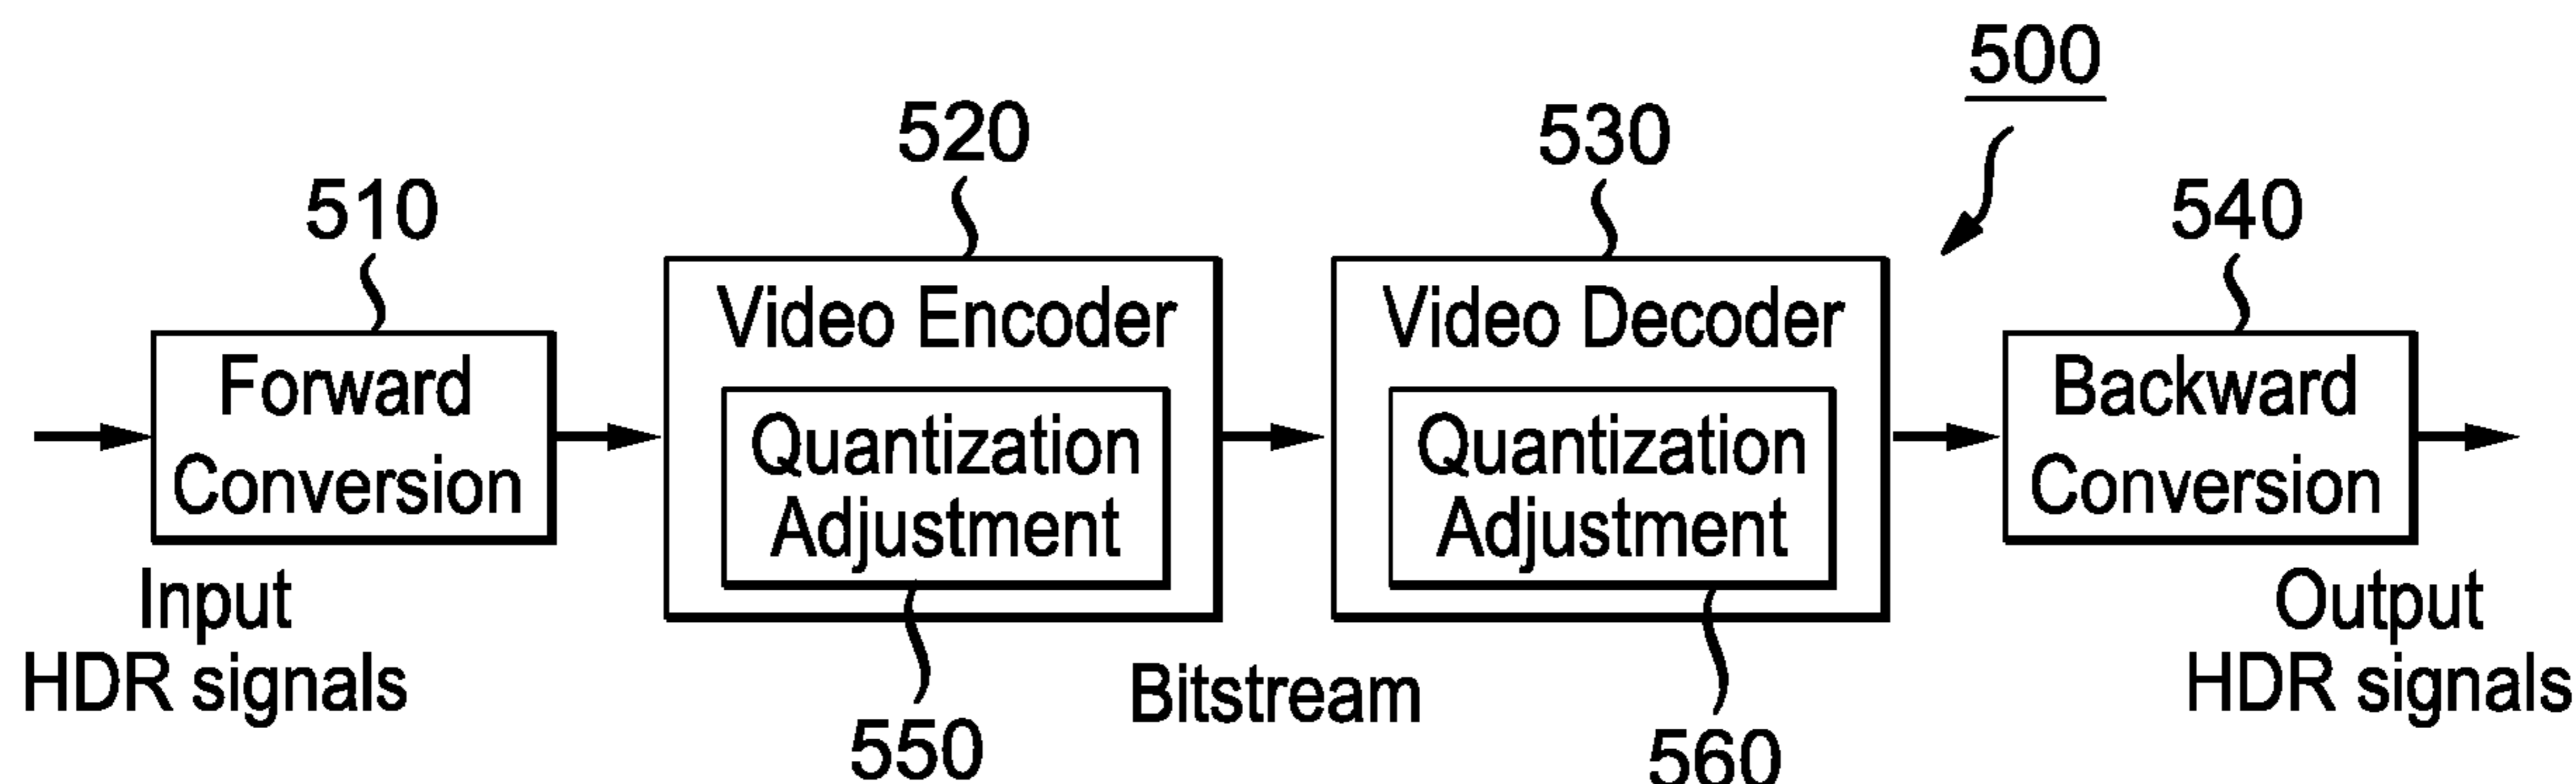 500
520
530
510
540
Video Encoder
Video Decoder
Forward
Conversion
Quantization
Adjustment
Quantization
Adjustment
Backward
Conversion
Input
HDR signals
Bitstream
Output
HDR signals
550
560